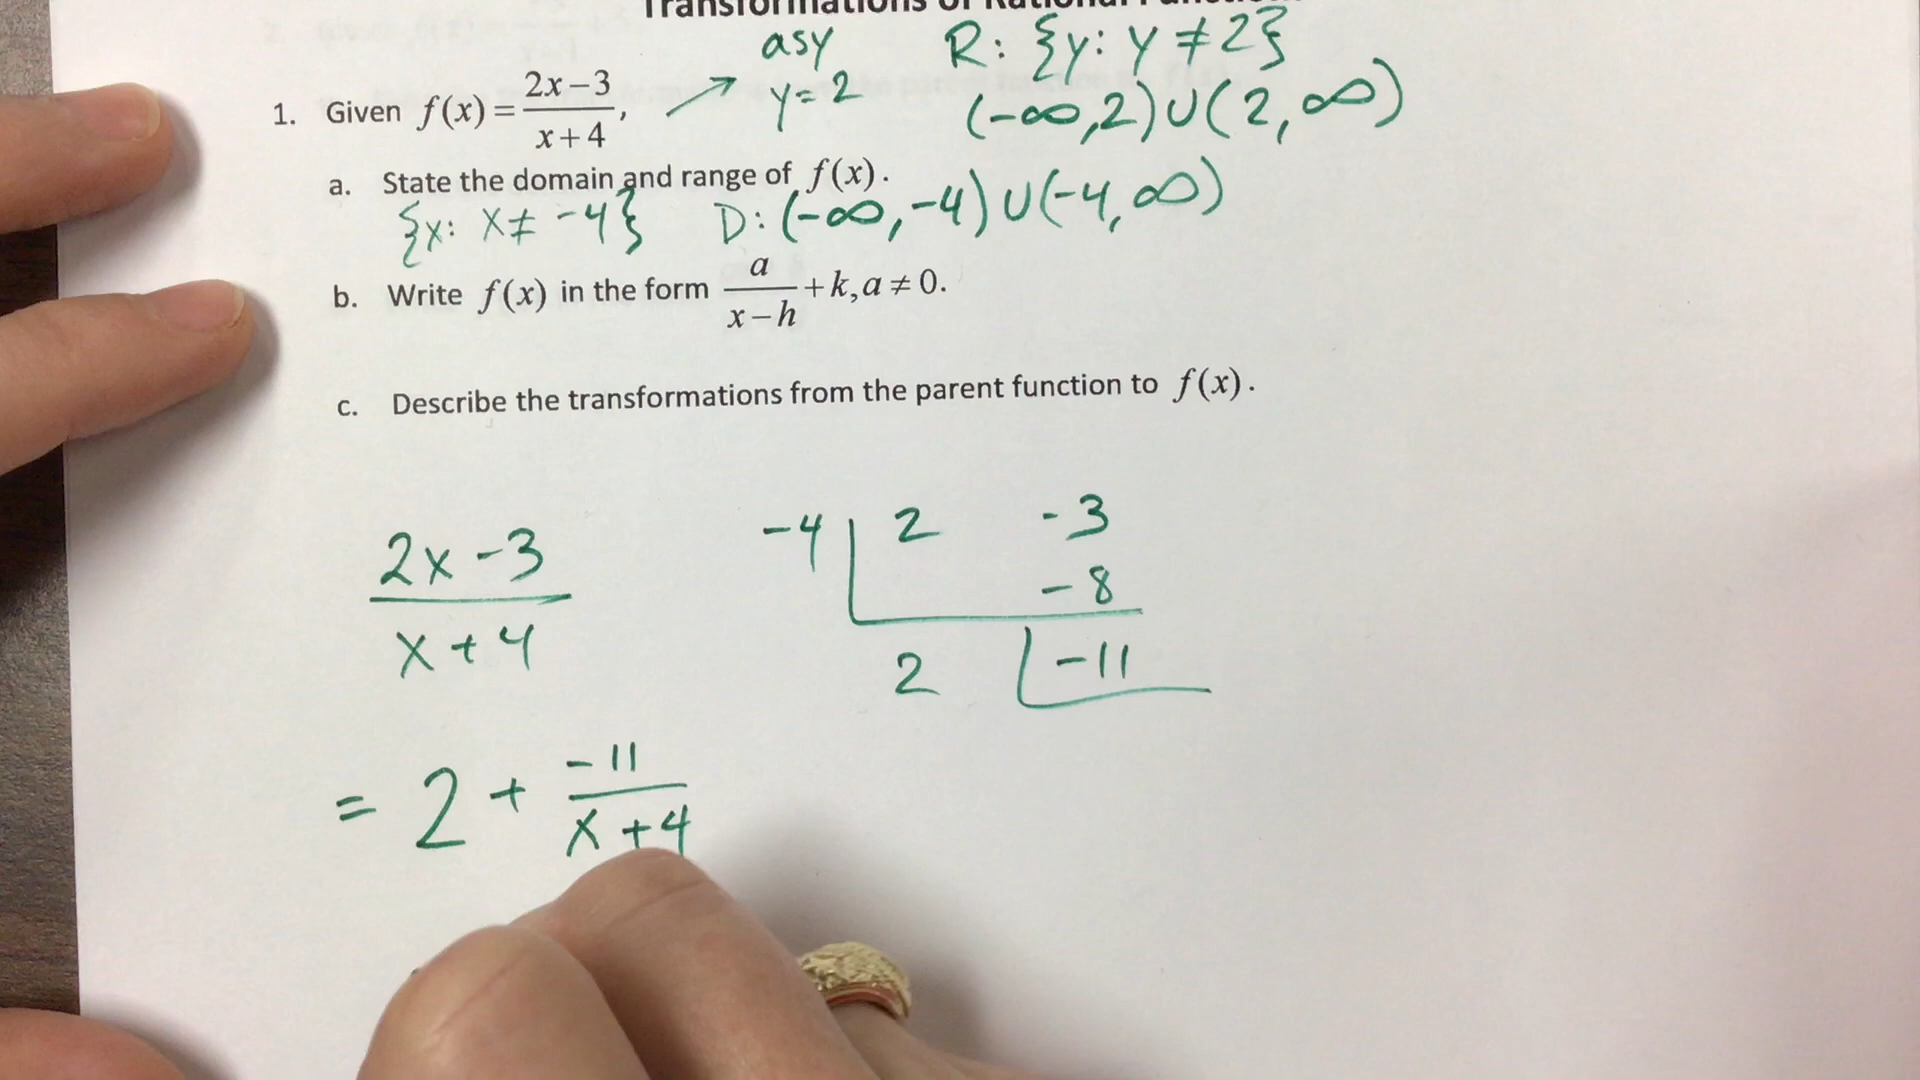 Transformations of Rational Function
asy R: {y: y ≠ 2}
1. Given f(x) = (2x − 3)/(x + 4), → y = 2 (-∞, 2) ∪ (2, ∞)
a. State the domain and range of f(x).
{x: x ≠ -4} D: (-∞, -4) ∪ (-4, ∞)
b. Write f(x) in the form a/(x − h) + k, a ≠ 0.
c. Describe the transformations from the parent function to f(x).
2x - 3 -4 2 -3
x + 4 -8
2 -11
= 2 + -11/(x + 4)